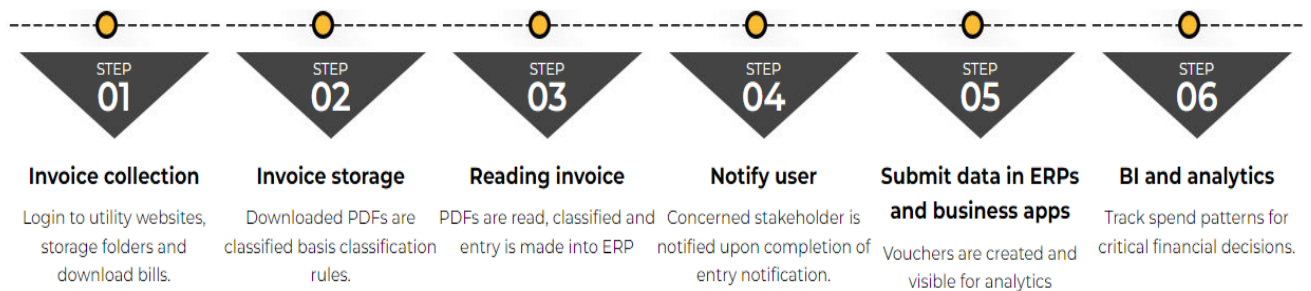 STEP
01
Invoice collection
Login to utility websites,
storage folders and
download bills.
STEP
02
Invoice storage
Downloaded PDFs are
classified basis classification
rules.
STEP
03
Reading invoice
PDFs are read, classified and
entry is made into ERP
STEP
04
Notify user
Concerned stakeholder is
notified upon completion of
entry notification.
STEP
05
Submit data in ERPs
and business apps
Vouchers are created and
visible for analytics
STEP
06
BI and analytics
Track spend patterns for
critical financial decisions.